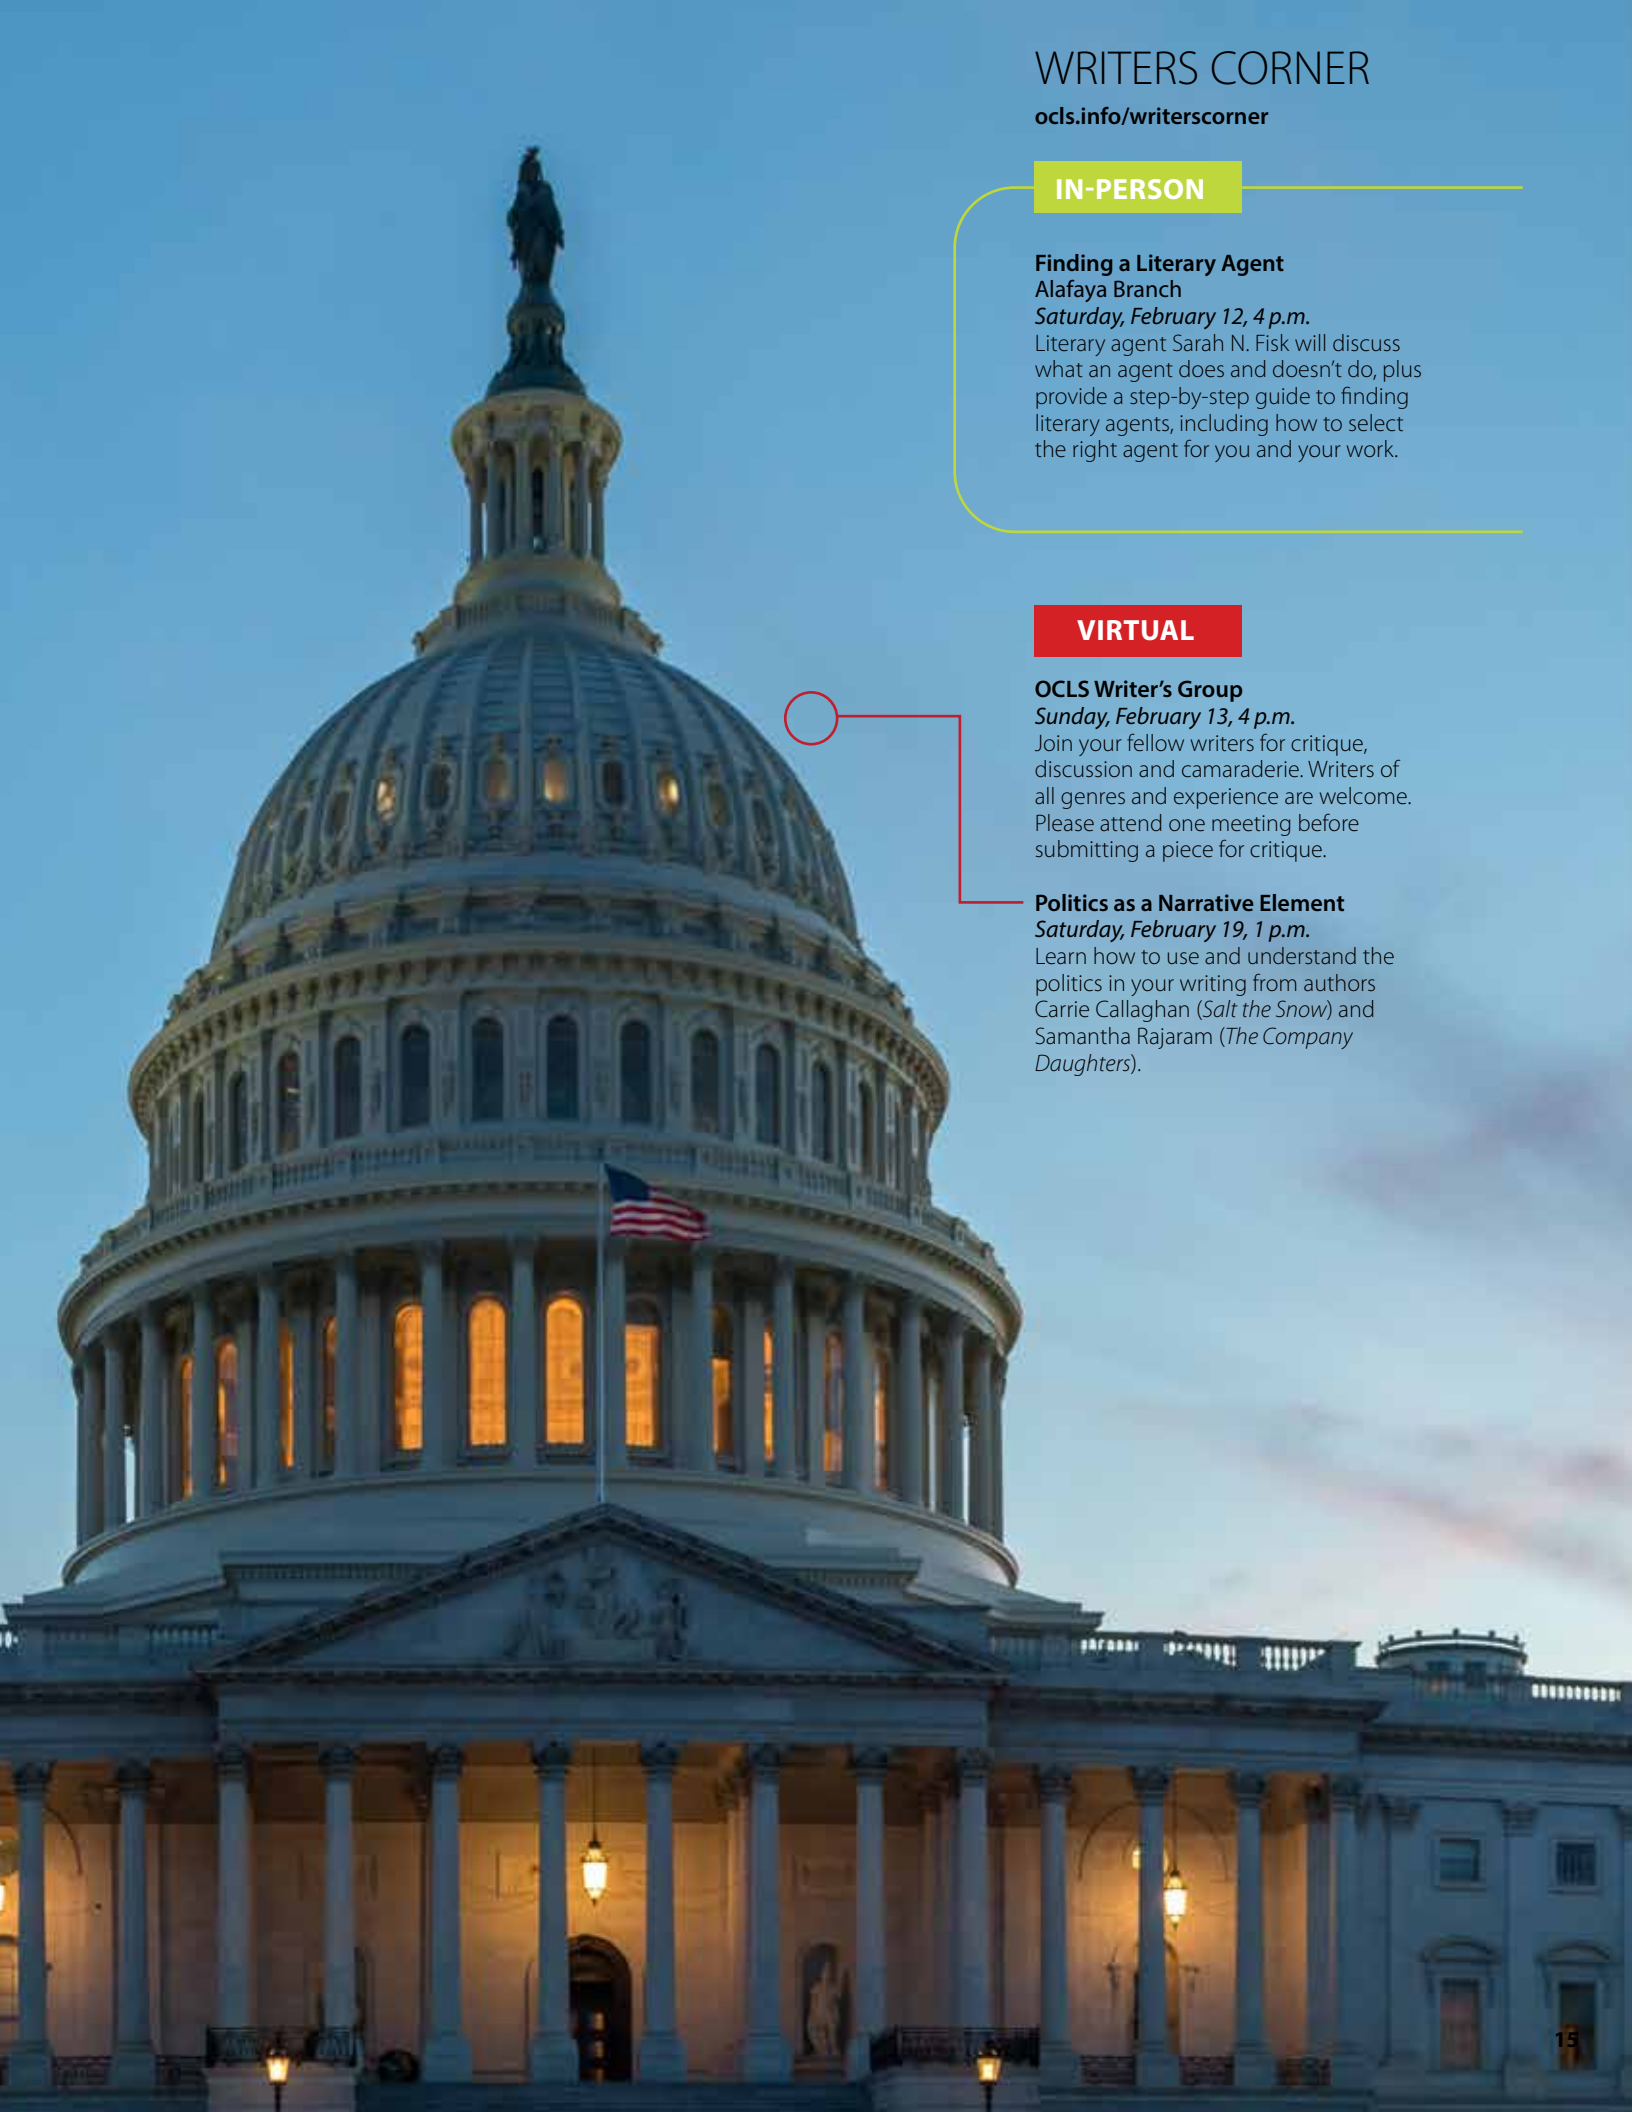 WRITERS CORNER
ocls.info/writerscorner
IN-PERSON
Finding a Literary Agent
Alafaya Branch
Saturday, February 12, 4 p.m.
Literary agent Sarah N. Fisk will discuss
what an agent does and doesn’t do, plus
provide a step-by-step guide to finding
literary agents, including how to select
the right agent for you and your work.
VIRTUAL
OCLS Writer’s Group
Sunday, February 13, 4 p.m.
Join your fellow writers for critique,
discussion and camaraderie. Writers of
all genres and experience are welcome.
Please attend one meeting before
submitting a piece for critique.
Politics as a Narrative Element
Saturday, February 19, 1 p.m.
Learn how to use and understand the
politics in your writing from authors
Carrie Callaghan (Salt the Snow) and
Samantha Rajaram (The Company
Daughters).
15